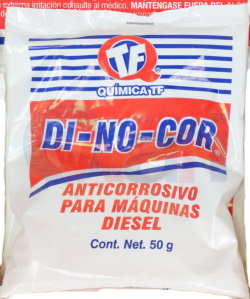 extrema irritación consulte al médico. MANTÉNGASE FUERA DEL
TF
®
QUÍMICA TF
DI-NO-COR
ANTICORROSIVO
PARA MÁQUINAS
DIESEL
Cont. Net. 50 g